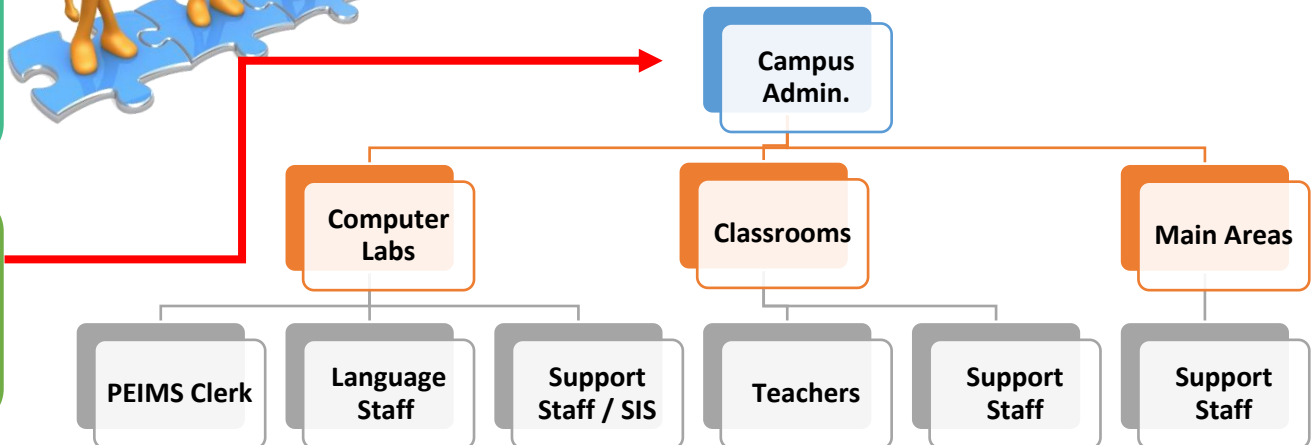 Campus
Admin.
Computer
Labs
Classrooms
Main Areas
PEIMS Clerk
Language
Staff
Support
Staff / SIS
Teachers
Support
Staff
Support
Staff